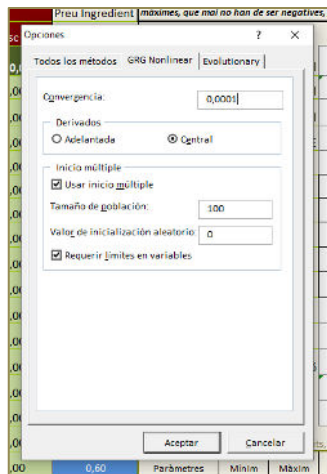 Preu Ingredient
màximes, que mai no han de ser negatives,
Opciones
?
X
Todos los métodos
GRG Nonlinear
Evolutionary
Convergencia:
0,0001
Derivados
Adelantada
Central
Inicio múltiple
Usar inicio múltiple
Tamaño de población:
100
Valor de inicialización aleatorio:
0
Requerir límites en variables
Aceptar
Cancelar
,00
0,60
Paràmetres
Mínim
Màxim